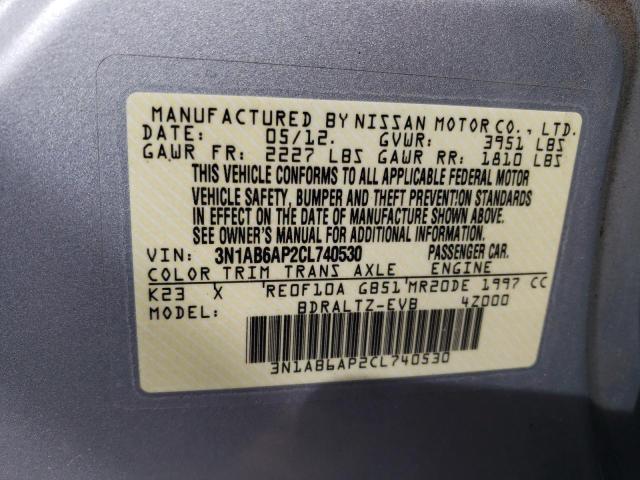 MANUFACTURED BY NISSAN MOTOR CO., LTD.
DATE: 05/12. GVWR: 3951 LBS
GAWR FR: 2227 LBS GAWR RR: 1810 LBS
THIS VEHICLE CONFORMS TO ALL APPLICABLE FEDERAL MOTOR
VEHICLE SAFETY, BUMPER AND THEFT PREVENTION STANDARDS
IN EFFECT ON THE DATE OF MANUFACTURE SHOWN ABOVE.
SEE OWNER'S MANUAL FOR ADDITIONAL INFORMATION.
VIN: 3N1AB6AP2CL740530 PASSENGER CAR.
COLOR TRIM TRANS AXLE ENGINE
K23 X RE0F10A GB51 MR20DE 1997 CC
MODEL: BDRALTZ-EVB 4Z000
3N1AB6AP2CL740530